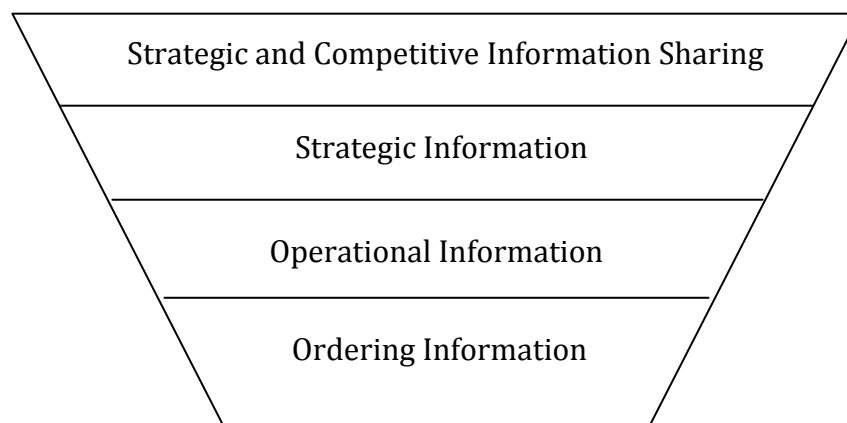 Strategic and Competitive Information Sharing
Strategic Information
Operational Information
Ordering Information